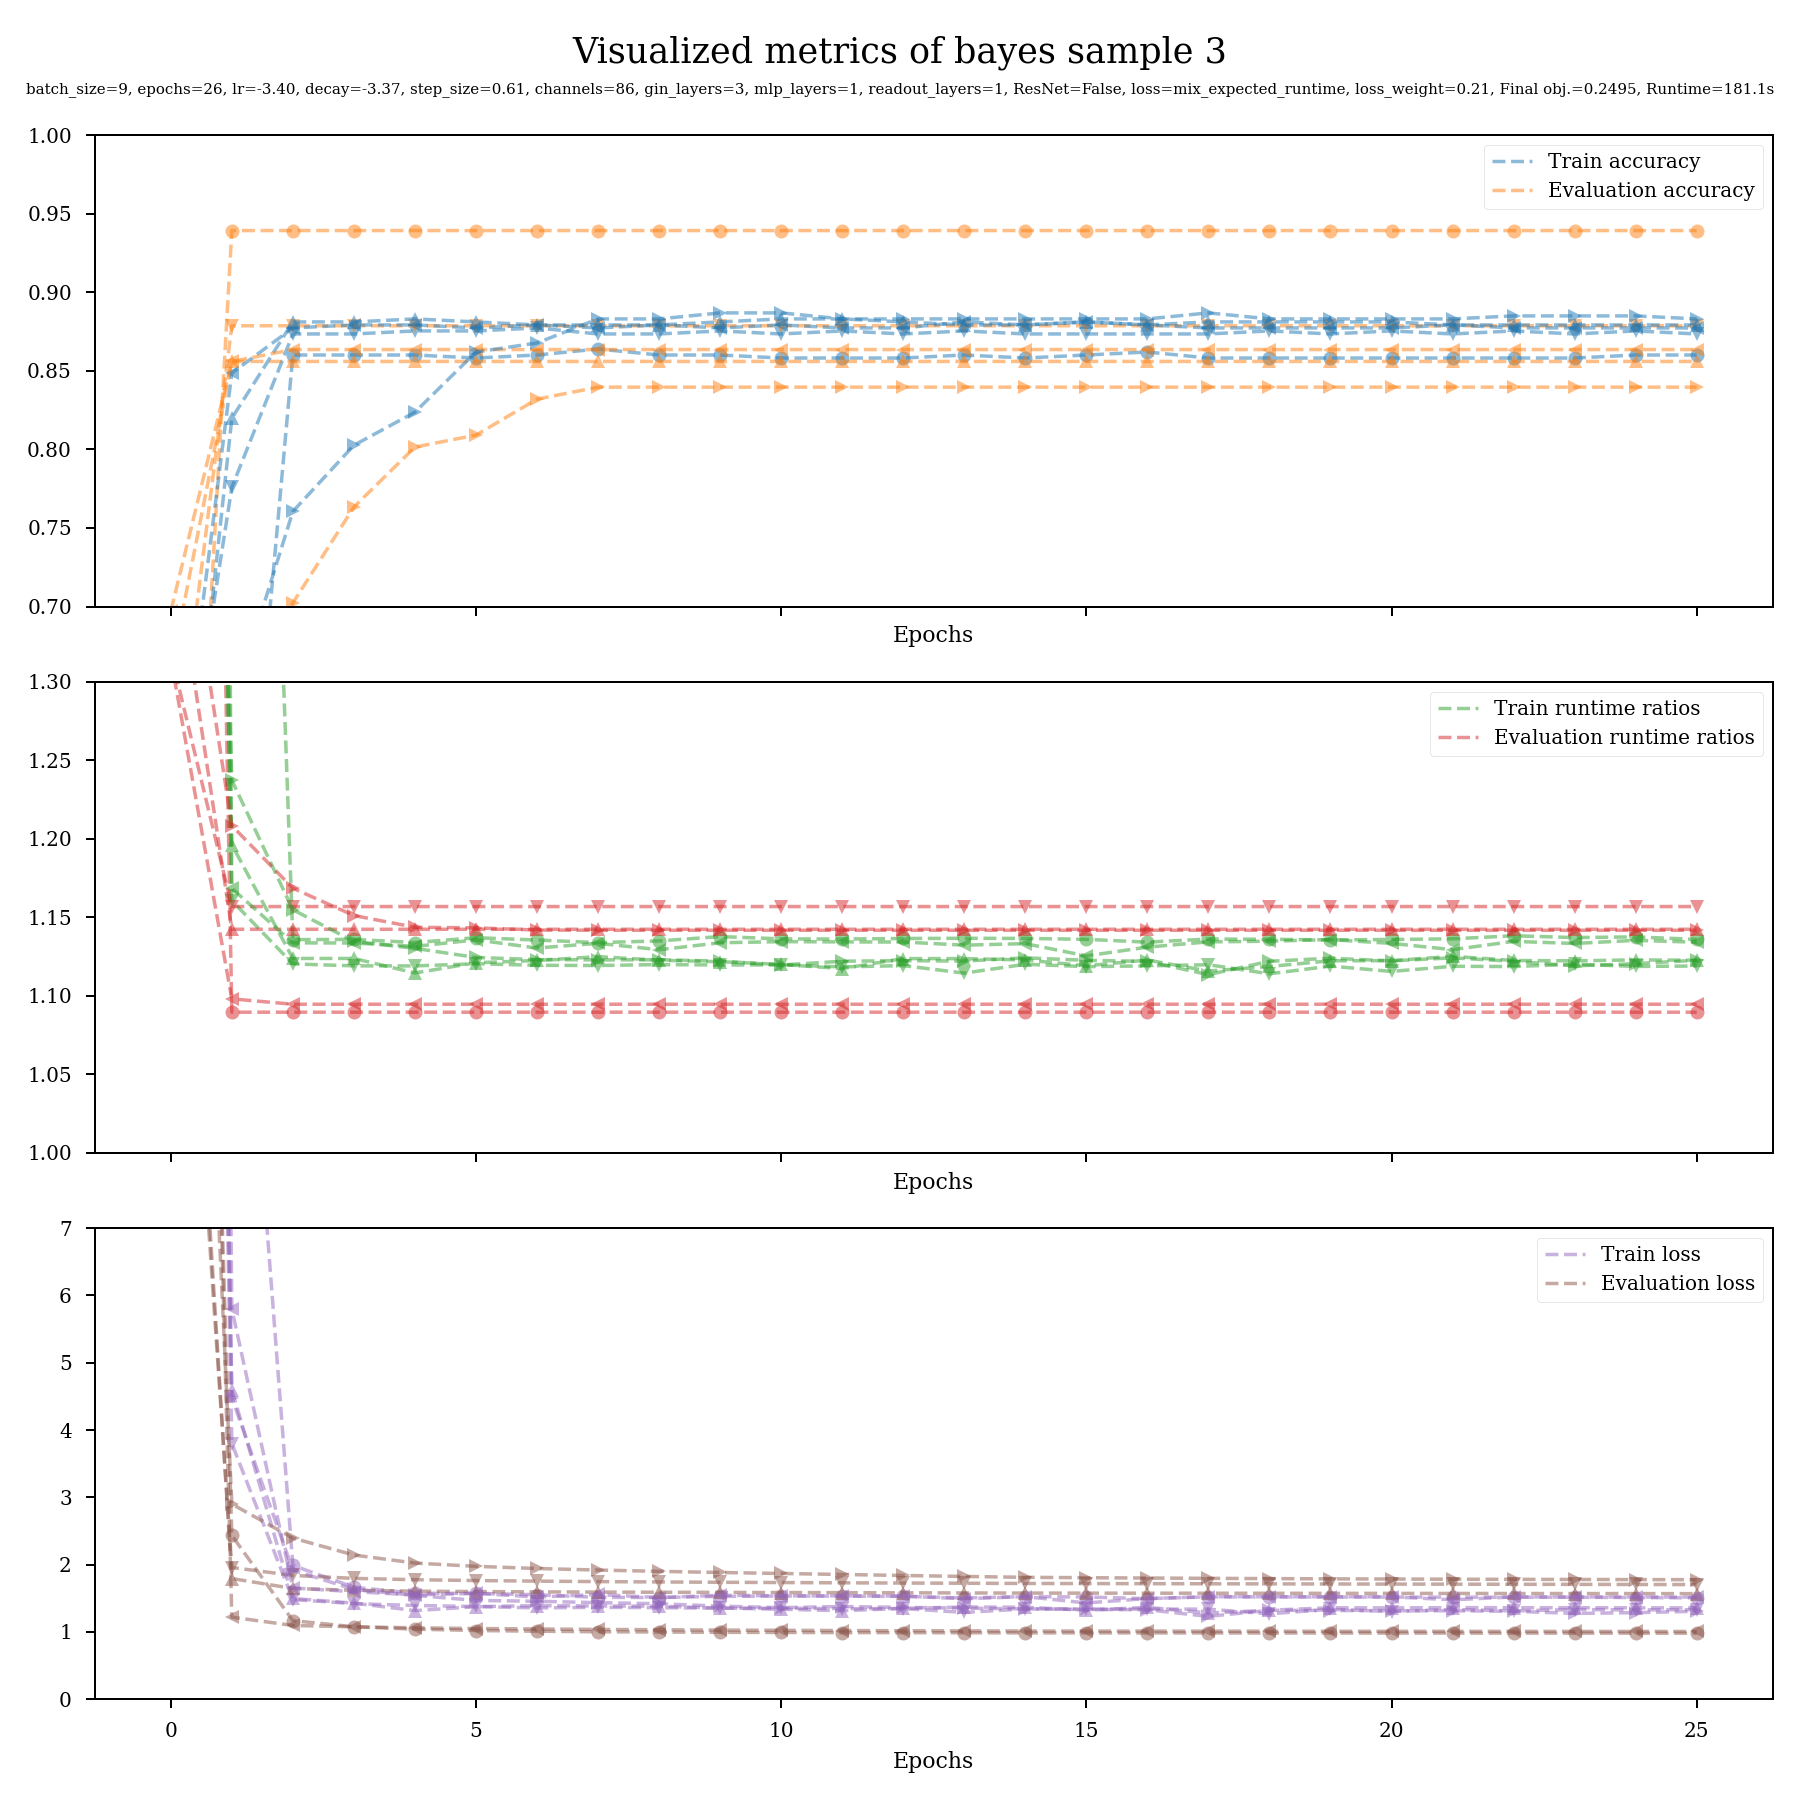 Visualized metrics of bayes sample 3
batch_size=9, epochs=26, lr=-3.40, decay=-3.37, step_size=0.61, channels=86, gin_layers=3, mlp_layers=1, readout_layers=1, ResNet=False, loss=mix_expected_runtime, loss_weight=0.21, Final obj.=0.2495, Runtime=181.1s
1.00
0.95
0.90
0.85
0.80
0.75
0.70
Train accuracy
Evaluation accuracy
Epochs
1.30
1.25
1.20
1.15
1.10
1.05
1.00
Train runtime ratios
Evaluation runtime ratios
Epochs
7
6
5
4
3
2
1
0
Train loss
Evaluation loss
0 5 10 15 20 25
Epochs